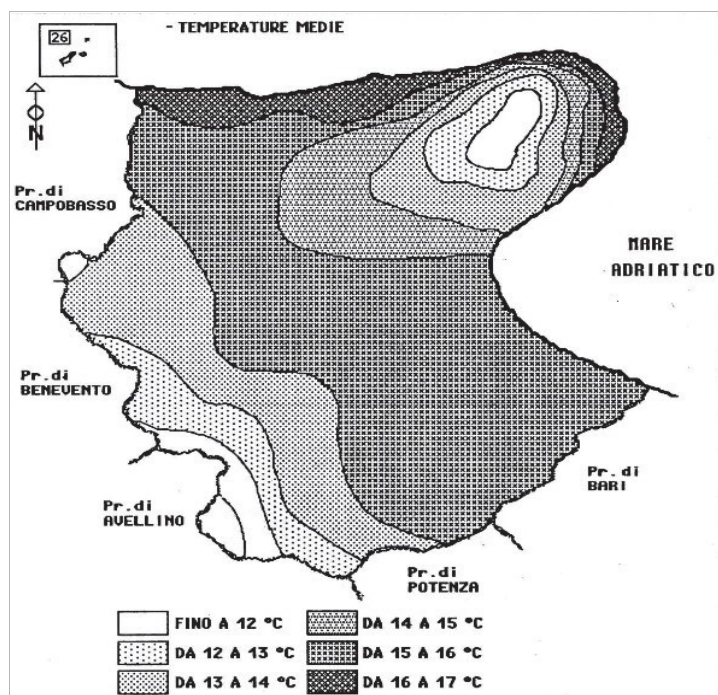 - TEMPERATURE MEDIE
26
N
Pr.di
CAMPOBASSO
MARE
ADRIATICO
Pr.di
BENEVENTO
Pr.di
BARI
Pr.di
AVELLINO
Pr.di
POTENZA
FINO A 12 °C
DA 14 A 15 °C
DA 12 A 13 °C
DA 15 A 16 °C
DA 13 A 14 °C
DA 16 A 17 °C